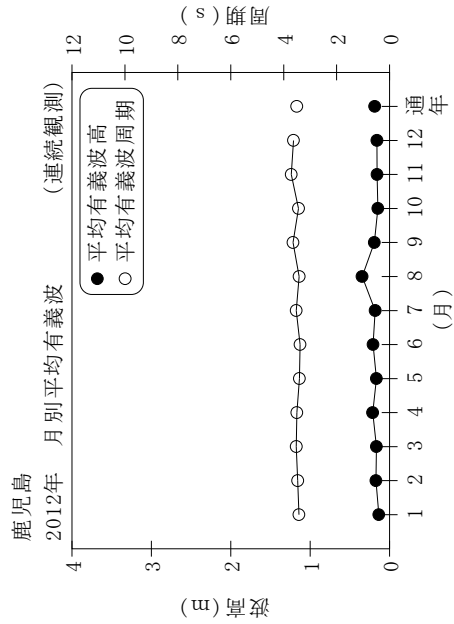 鹿児島
2012年 月別平均有義波 (連続観測)
● 平均有義波高
○ 平均有義波周期
波高(m)
4
3
2
1
0
周期(s)
12
10
8
6
4
2
0
1 2 3 4 5 6 7 8 9 10 11 12 通年
(月)